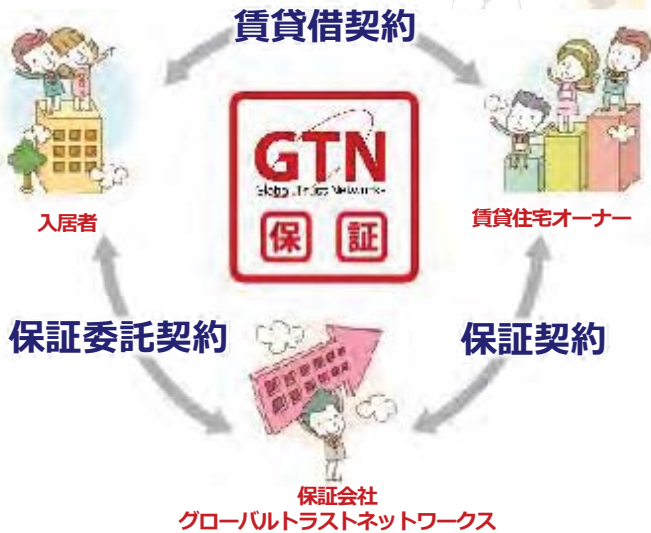 賃貸借契約
GTN
保 証
入居者
賃貸住宅オーナー
保証委託契約
保証契約
保証会社
グローバルトラストネットワークス